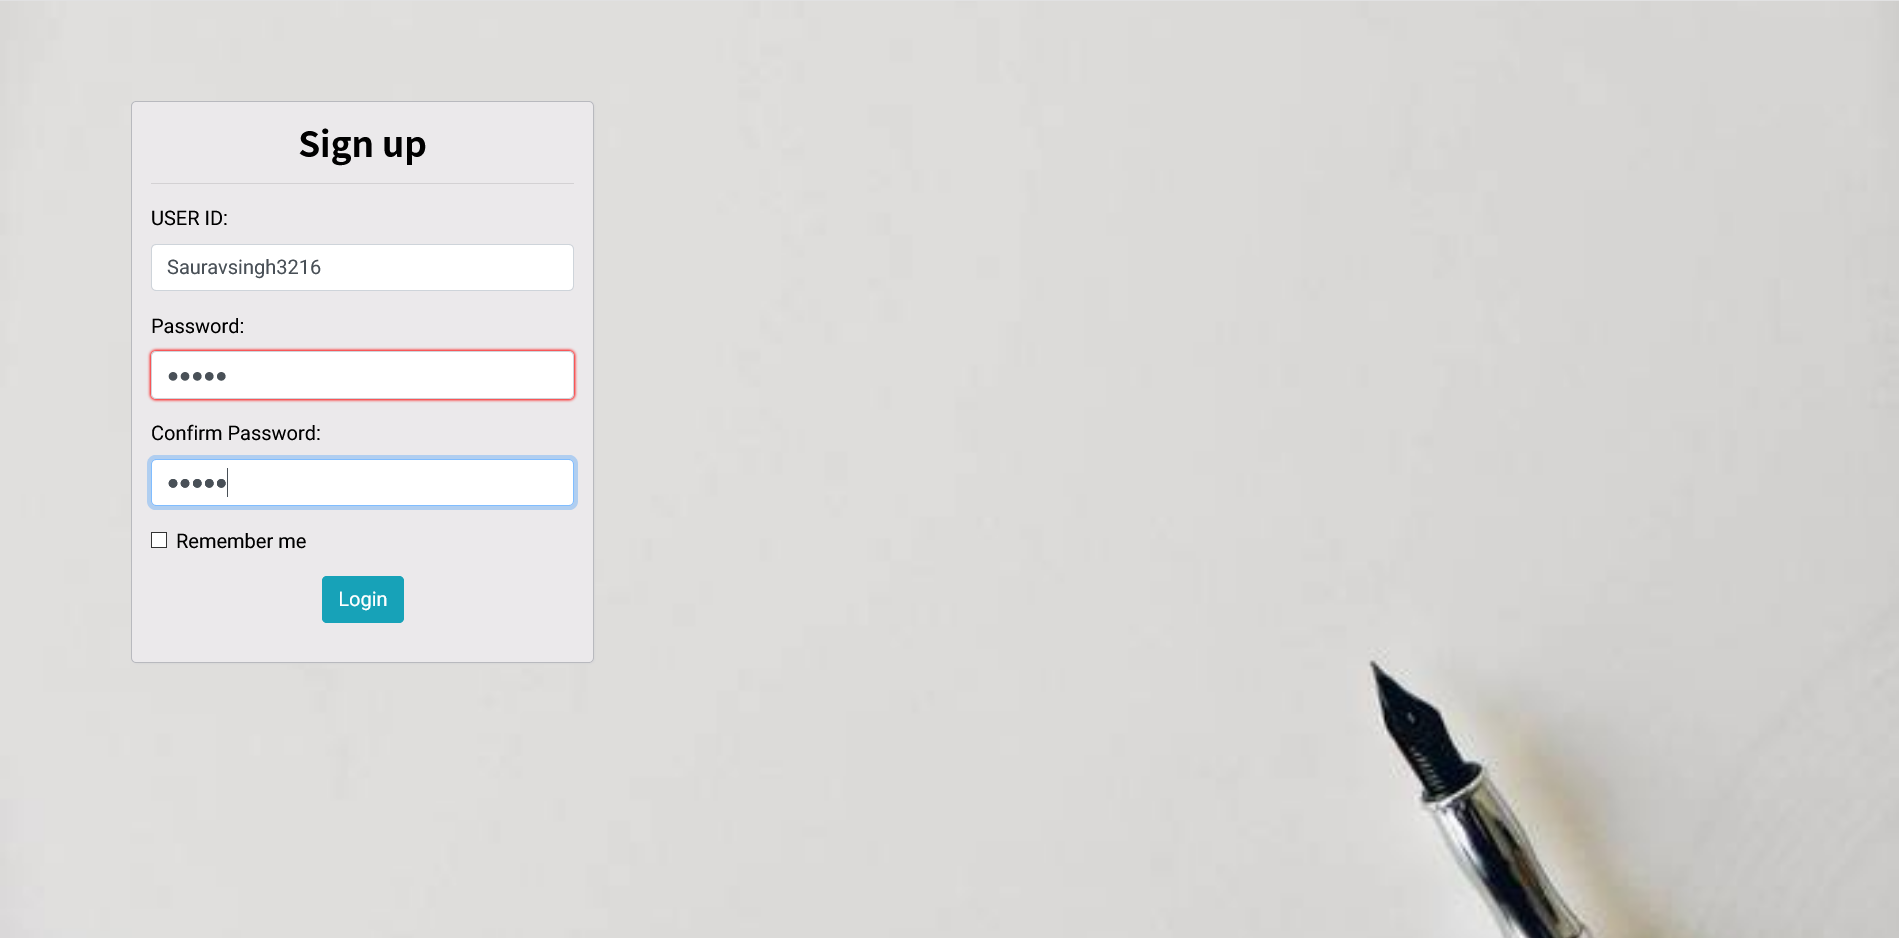 Sign up
USER ID:
Sauravsingh3216
Password:
●●●●●
Confirm Password:
●●●●●
Remember me
Login